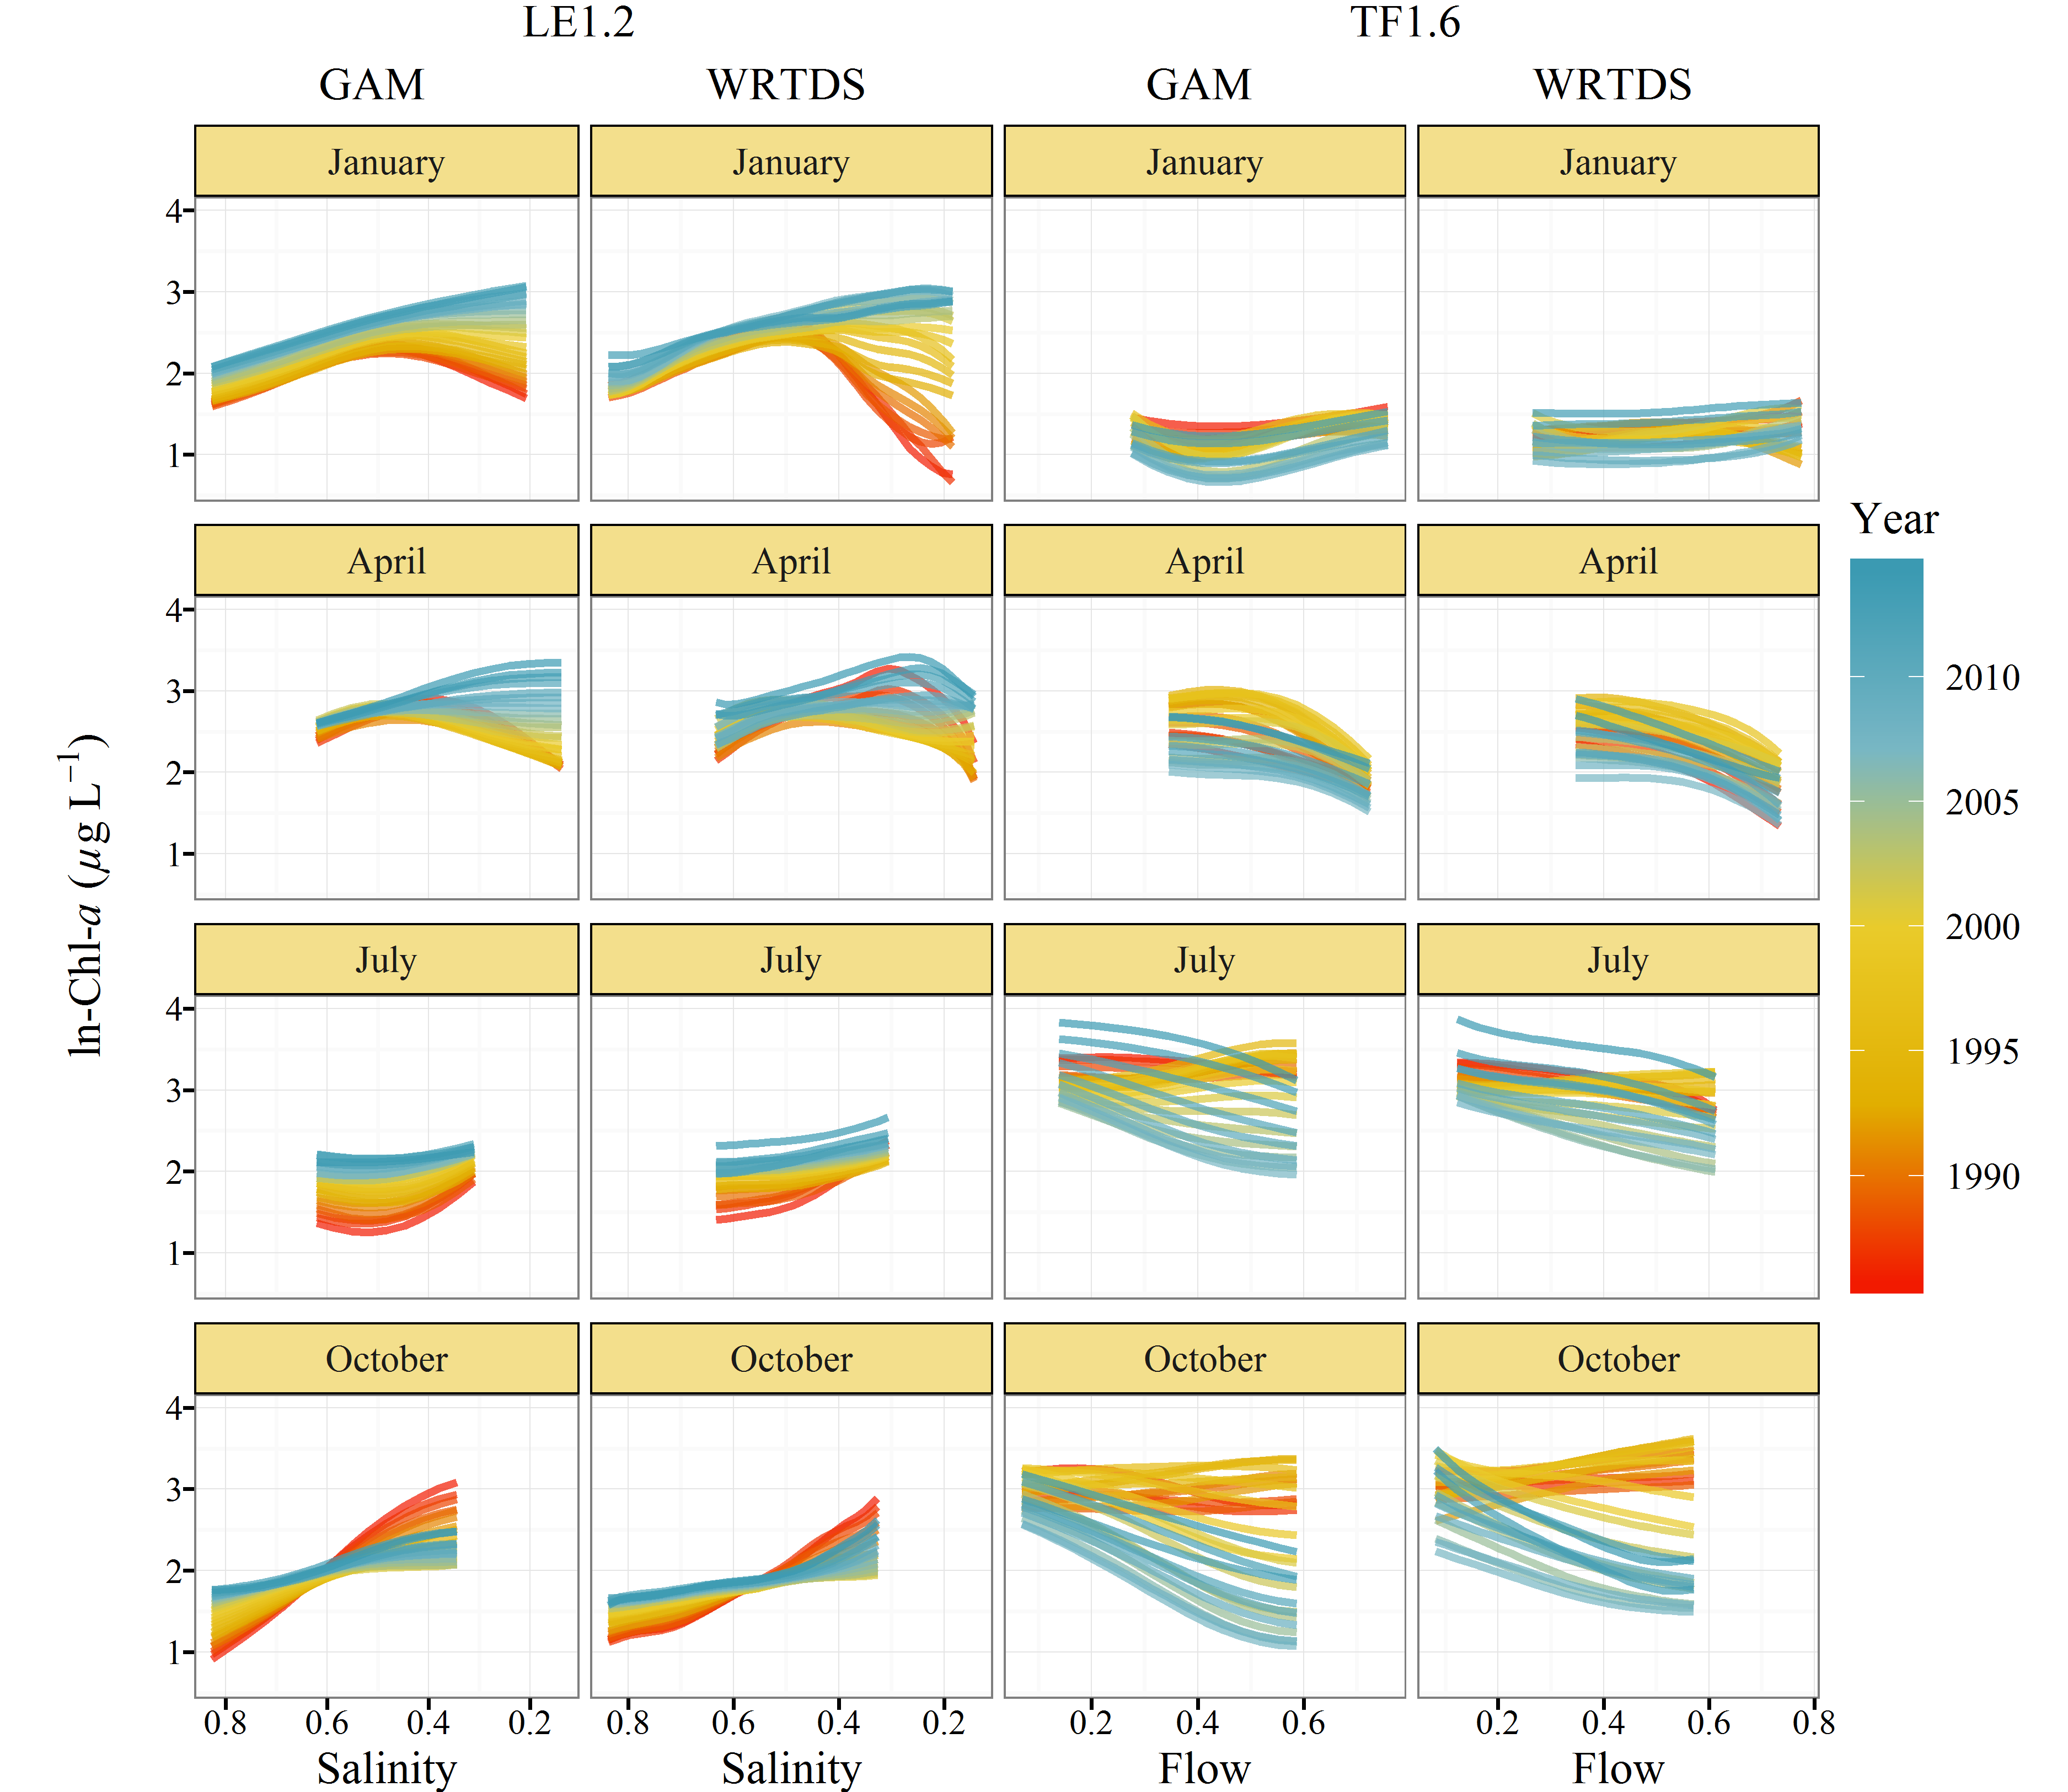 LE1.2 TF1.6
GAM WRTDS GAM WRTDS
January January January January
4
3
2
1
April April April April
4
3
2
1
July July July July
4
3
2
1
October October October October
4
3
2
1
0.8 0.6 0.4 0.2 0.8 0.6 0.4 0.2 0.2 0.4 0.6 0.2 0.4 0.6 0.8
Salinity Salinity Flow Flow
ln-Chl-a (μg L⁻¹)
Year
2010
2005
2000
1995
1990